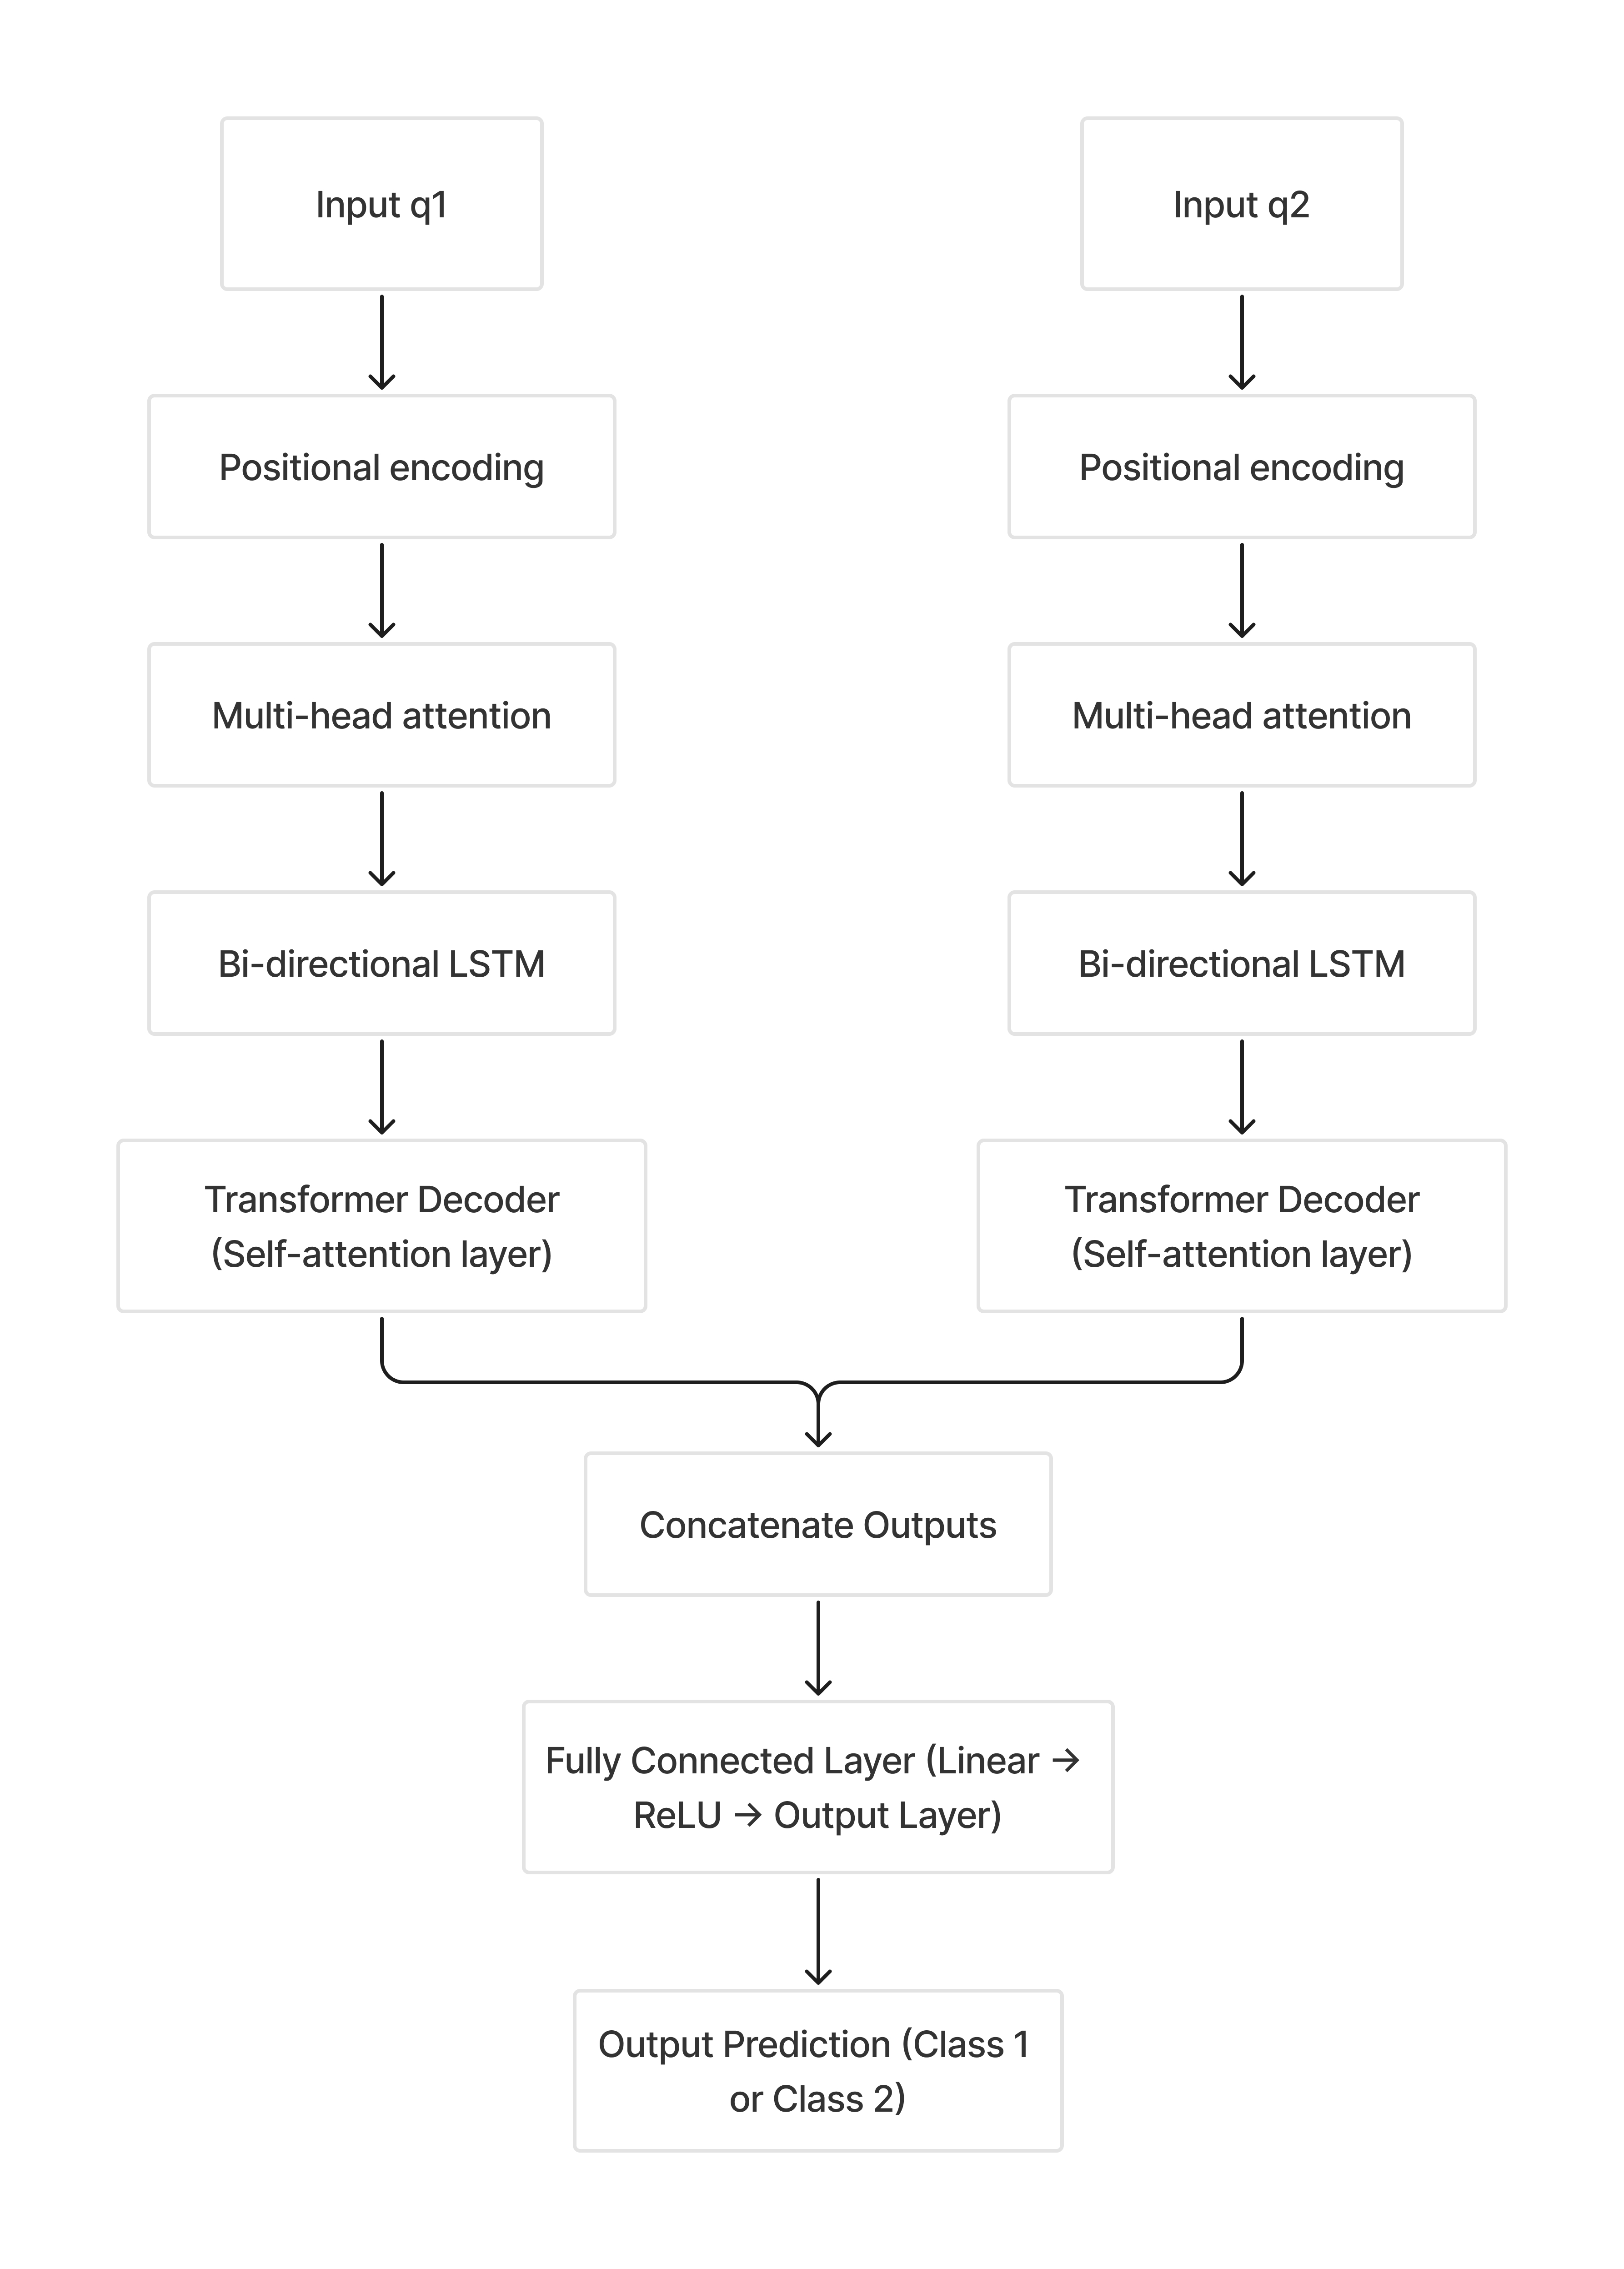 Input q1
Input q2
Positional encoding
Positional encoding
Multi-head attention
Multi-head attention
Bi-directional LSTM
Bi-directional LSTM
Transformer Decoder
(Self-attention layer)
Transformer Decoder
(Self-attention layer)
Concatenate Outputs
Fully Connected Layer (Linear →
ReLU → Output Layer)
Output Prediction (Class 1
or Class 2)